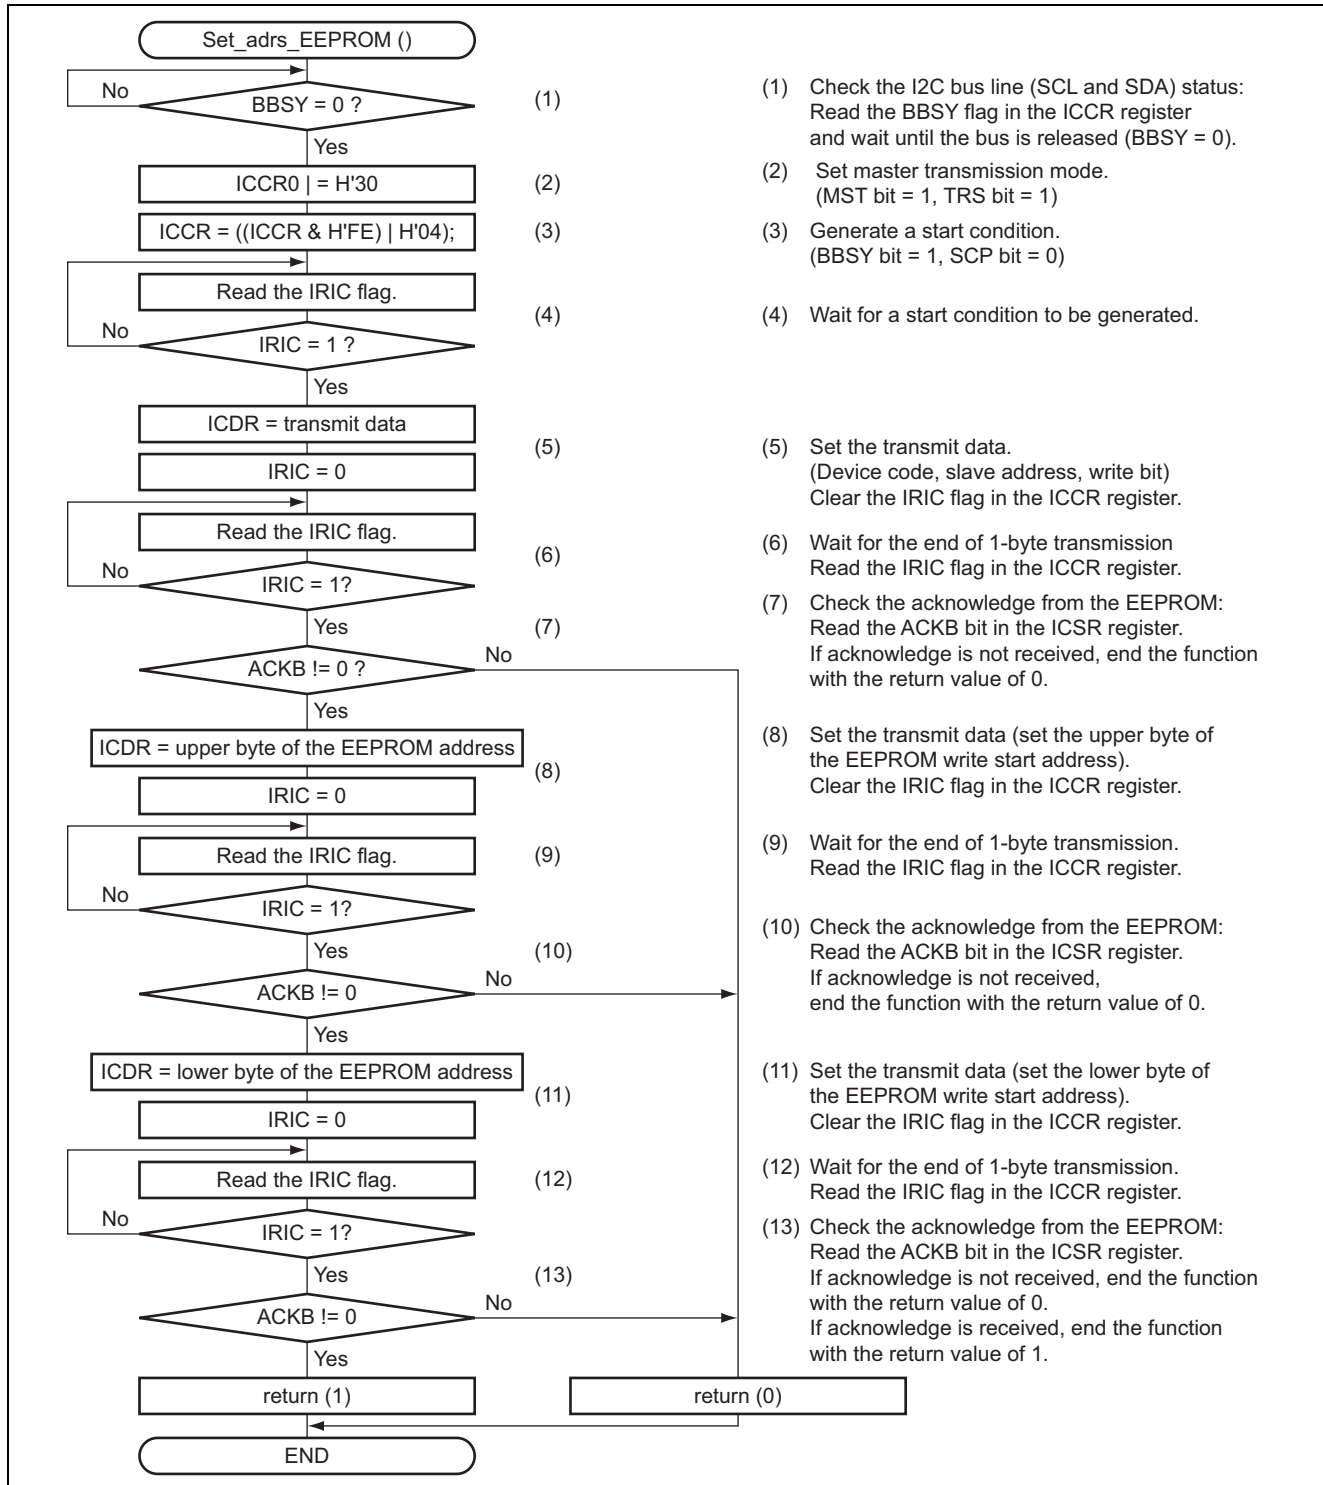 Set_adrs_EEPROM ()
No
BBSY = 0 ?
(1)
Yes
ICCR0 | = H'30
(2)
ICCR = ((ICCR & H'FE) | H'04);
(3)
Read the IRIC flag.
(4)
No
IRIC = 1 ?
Yes
ICDR = transmit data
(5)
IRIC = 0
Read the IRIC flag.
(6)
No
IRIC = 1?
Yes
(7)
ACKB != 0 ?
No
Yes
ICDR = upper byte of the EEPROM address
(8)
IRIC = 0
Read the IRIC flag.
(9)
No
IRIC = 1?
Yes
(10)
ACKB != 0
No
Yes
ICDR = lower byte of the EEPROM address
(11)
IRIC = 0
Read the IRIC flag.
(12)
No
IRIC = 1?
Yes
(13)
ACKB != 0
No
Yes
return (1)
return (0)
END
(1) Check the I2C bus line (SCL and SDA) status:
Read the BBSY flag in the ICCR register
and wait until the bus is released (BBSY = 0).
(2) Set master transmission mode.
(MST bit = 1, TRS bit = 1)
(3) Generate a start condition.
(BBSY bit = 1, SCP bit = 0)
(4) Wait for a start condition to be generated.
(5) Set the transmit data.
(Device code, slave address, write bit)
Clear the IRIC flag in the ICCR register.
(6) Wait for the end of 1-byte transmission
Read the IRIC flag in the ICCR register.
(7) Check the acknowledge from the EEPROM:
Read the ACKB bit in the ICSR register.
If acknowledge is not received, end the function
with the return value of 0.
(8) Set the transmit data (set the upper byte of
the EEPROM write start address).
Clear the IRIC flag in the ICCR register.
(9) Wait for the end of 1-byte transmission.
Read the IRIC flag in the ICCR register.
(10) Check the acknowledge from the EEPROM:
Read the ACKB bit in the ICSR register.
If acknowledge is not received,
end the function with the return value of 0.
(11) Set the transmit data (set the lower byte of
the EEPROM write start address).
Clear the IRIC flag in the ICCR register.
(12) Wait for the end of 1-byte transmission.
Read the IRIC flag in the ICCR register.
(13) Check the acknowledge from the EEPROM:
Read the ACKB bit in the ICSR register.
If acknowledge is not received, end the function
with the return value of 0.
If acknowledge is received, end the function
with the return value of 1.